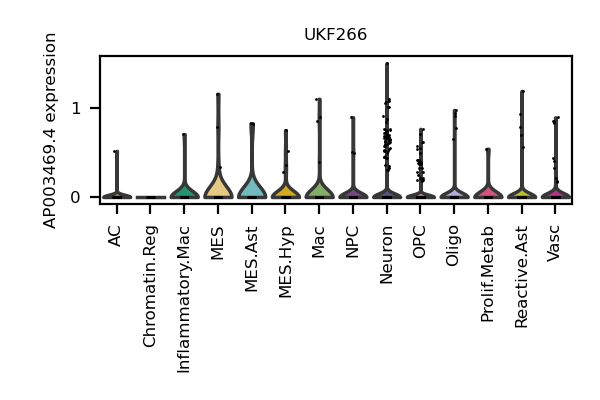 UKF266
AP003469.4 expression
1
0
AC
Chromatin.Reg
Inflammatory.Mac
MES
MES.Ast
MES.Hyp
Mac
NPC
Neuron
OPC
Oligo
Prolif.Metab
Reactive.Ast
Vasc